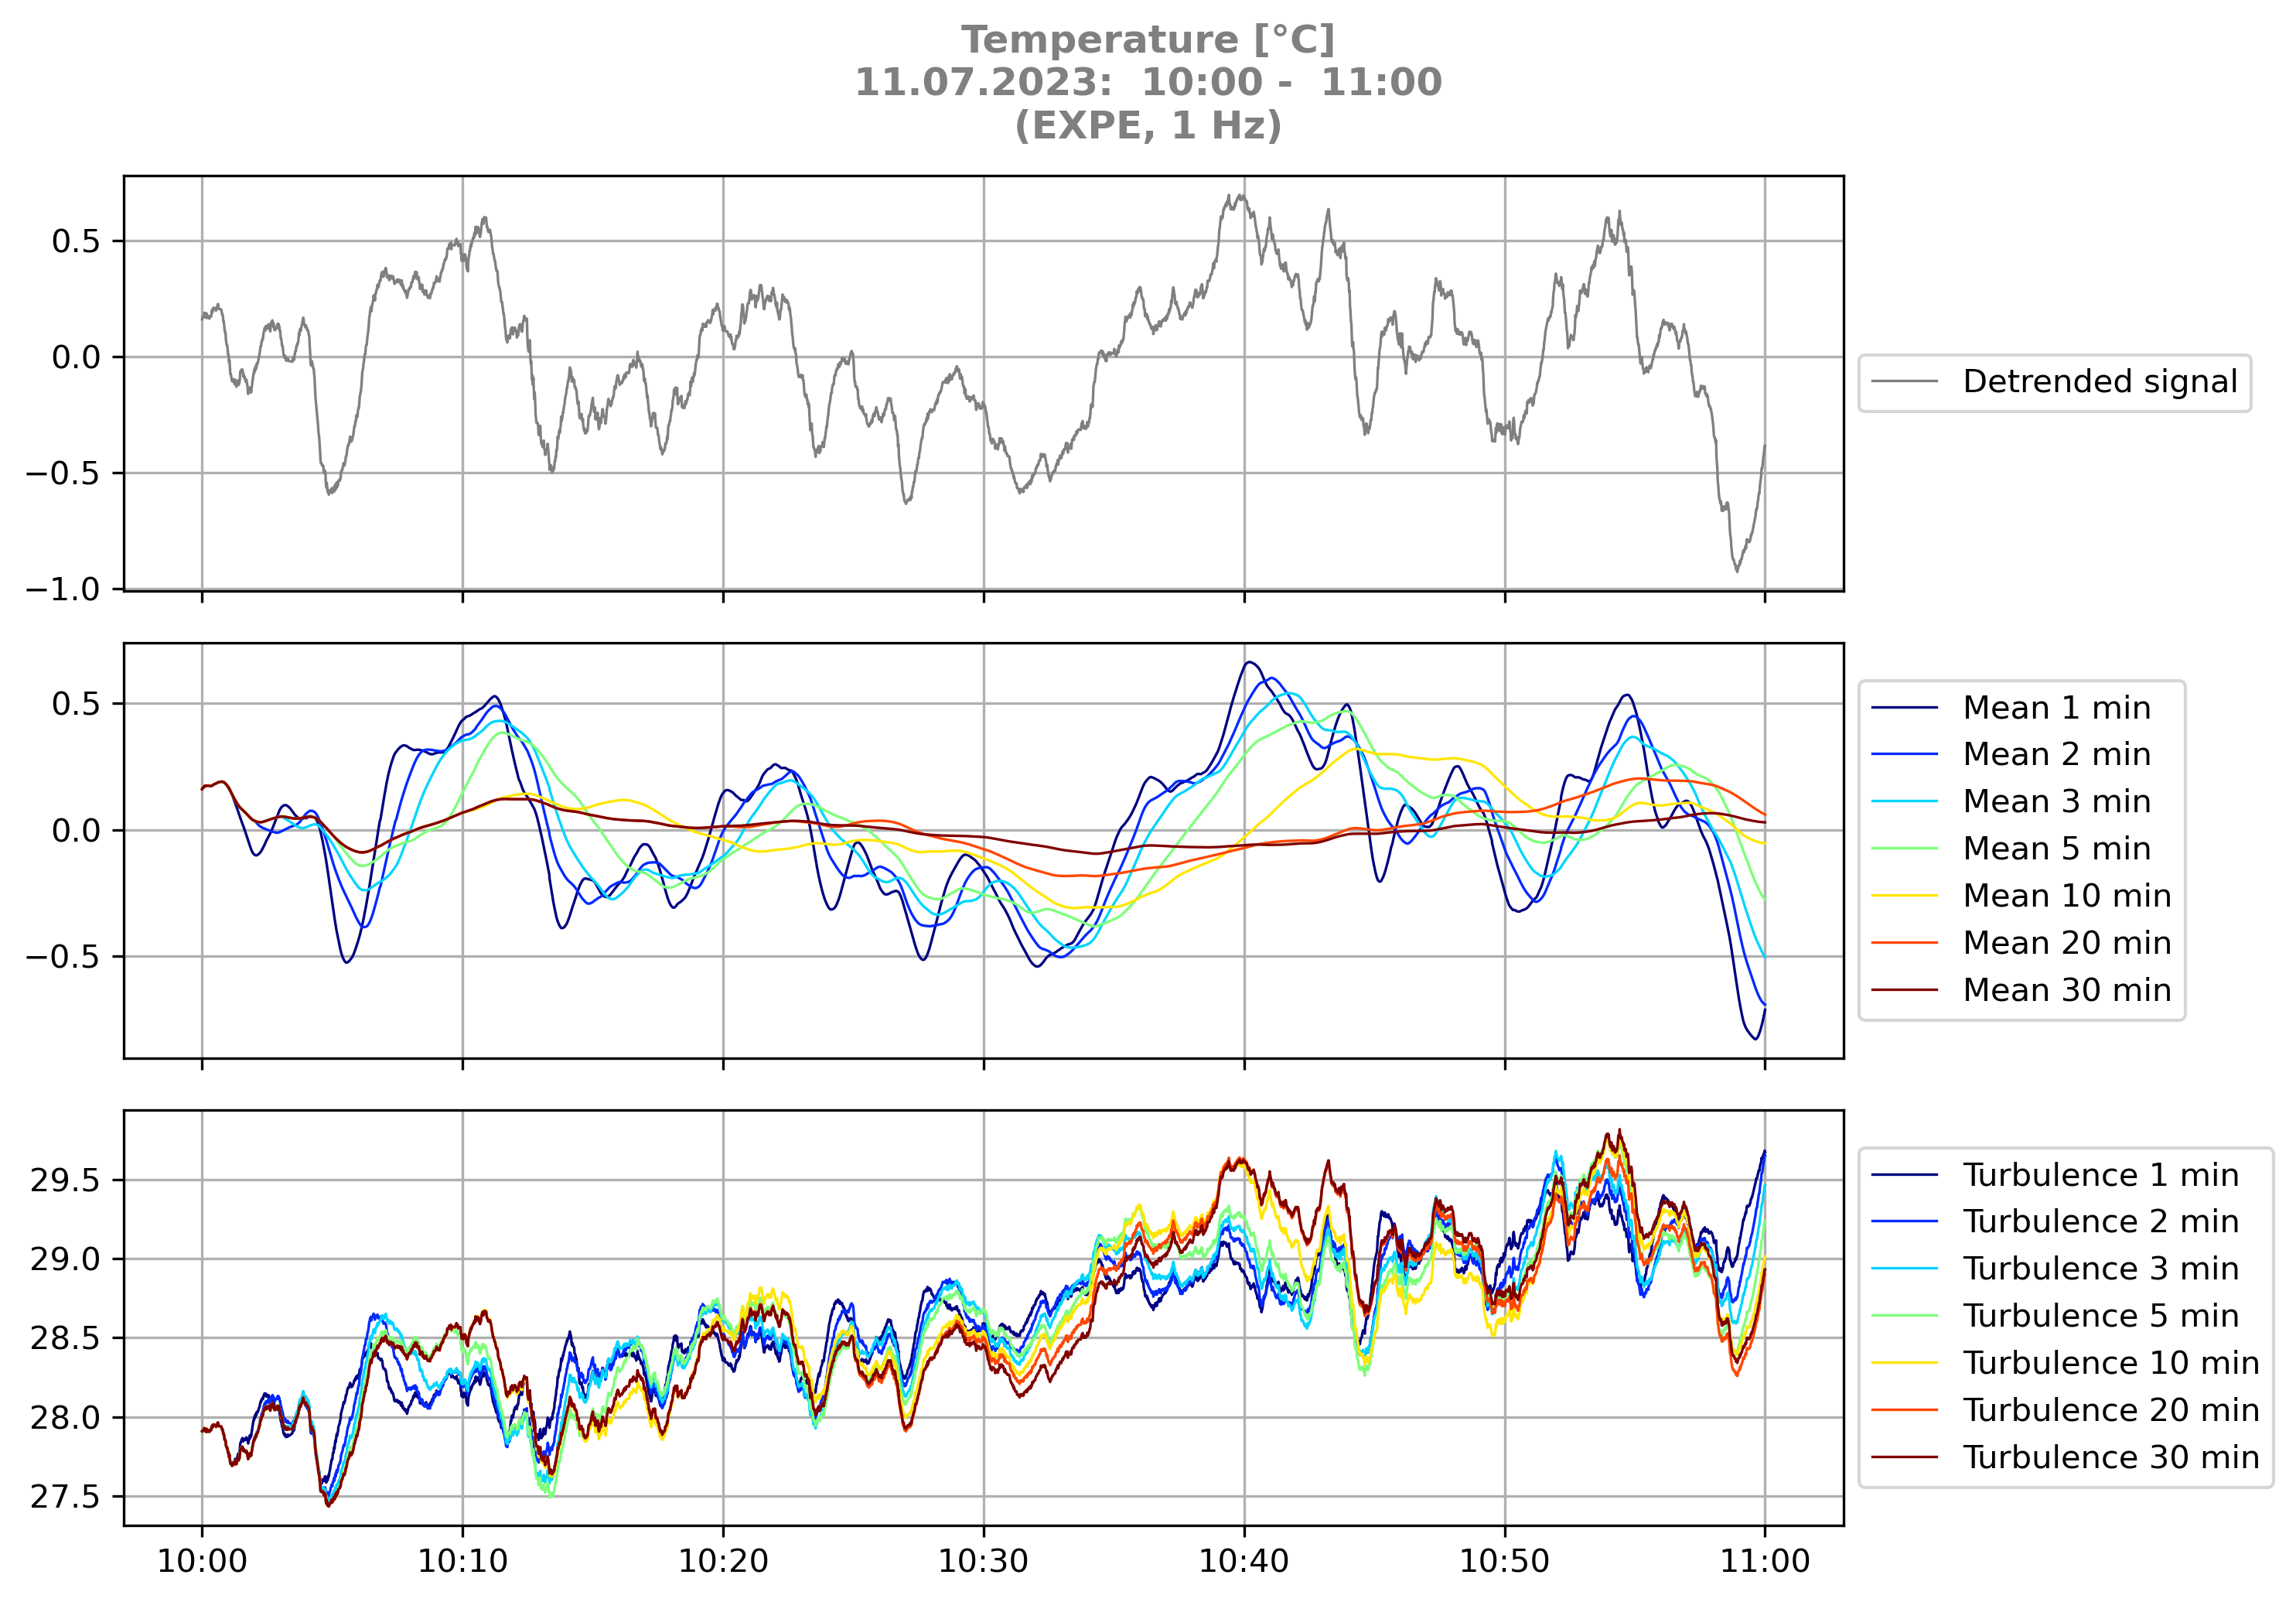 Temperature [°C]
11.07.2023:  10:00 -  11:00
(EXPE, 1 Hz)
0.5
0.0
−0.5
−1.0
Detrended signal
0.5
0.0
−0.5
Mean 1 min
Mean 2 min
Mean 3 min
Mean 5 min
Mean 10 min
Mean 20 min
Mean 30 min
29.5
29.0
28.5
28.0
27.5
Turbulence 1 min
Turbulence 2 min
Turbulence 3 min
Turbulence 5 min
Turbulence 10 min
Turbulence 20 min
Turbulence 30 min
10:00 10:10 10:20 10:30 10:40 10:50 11:00